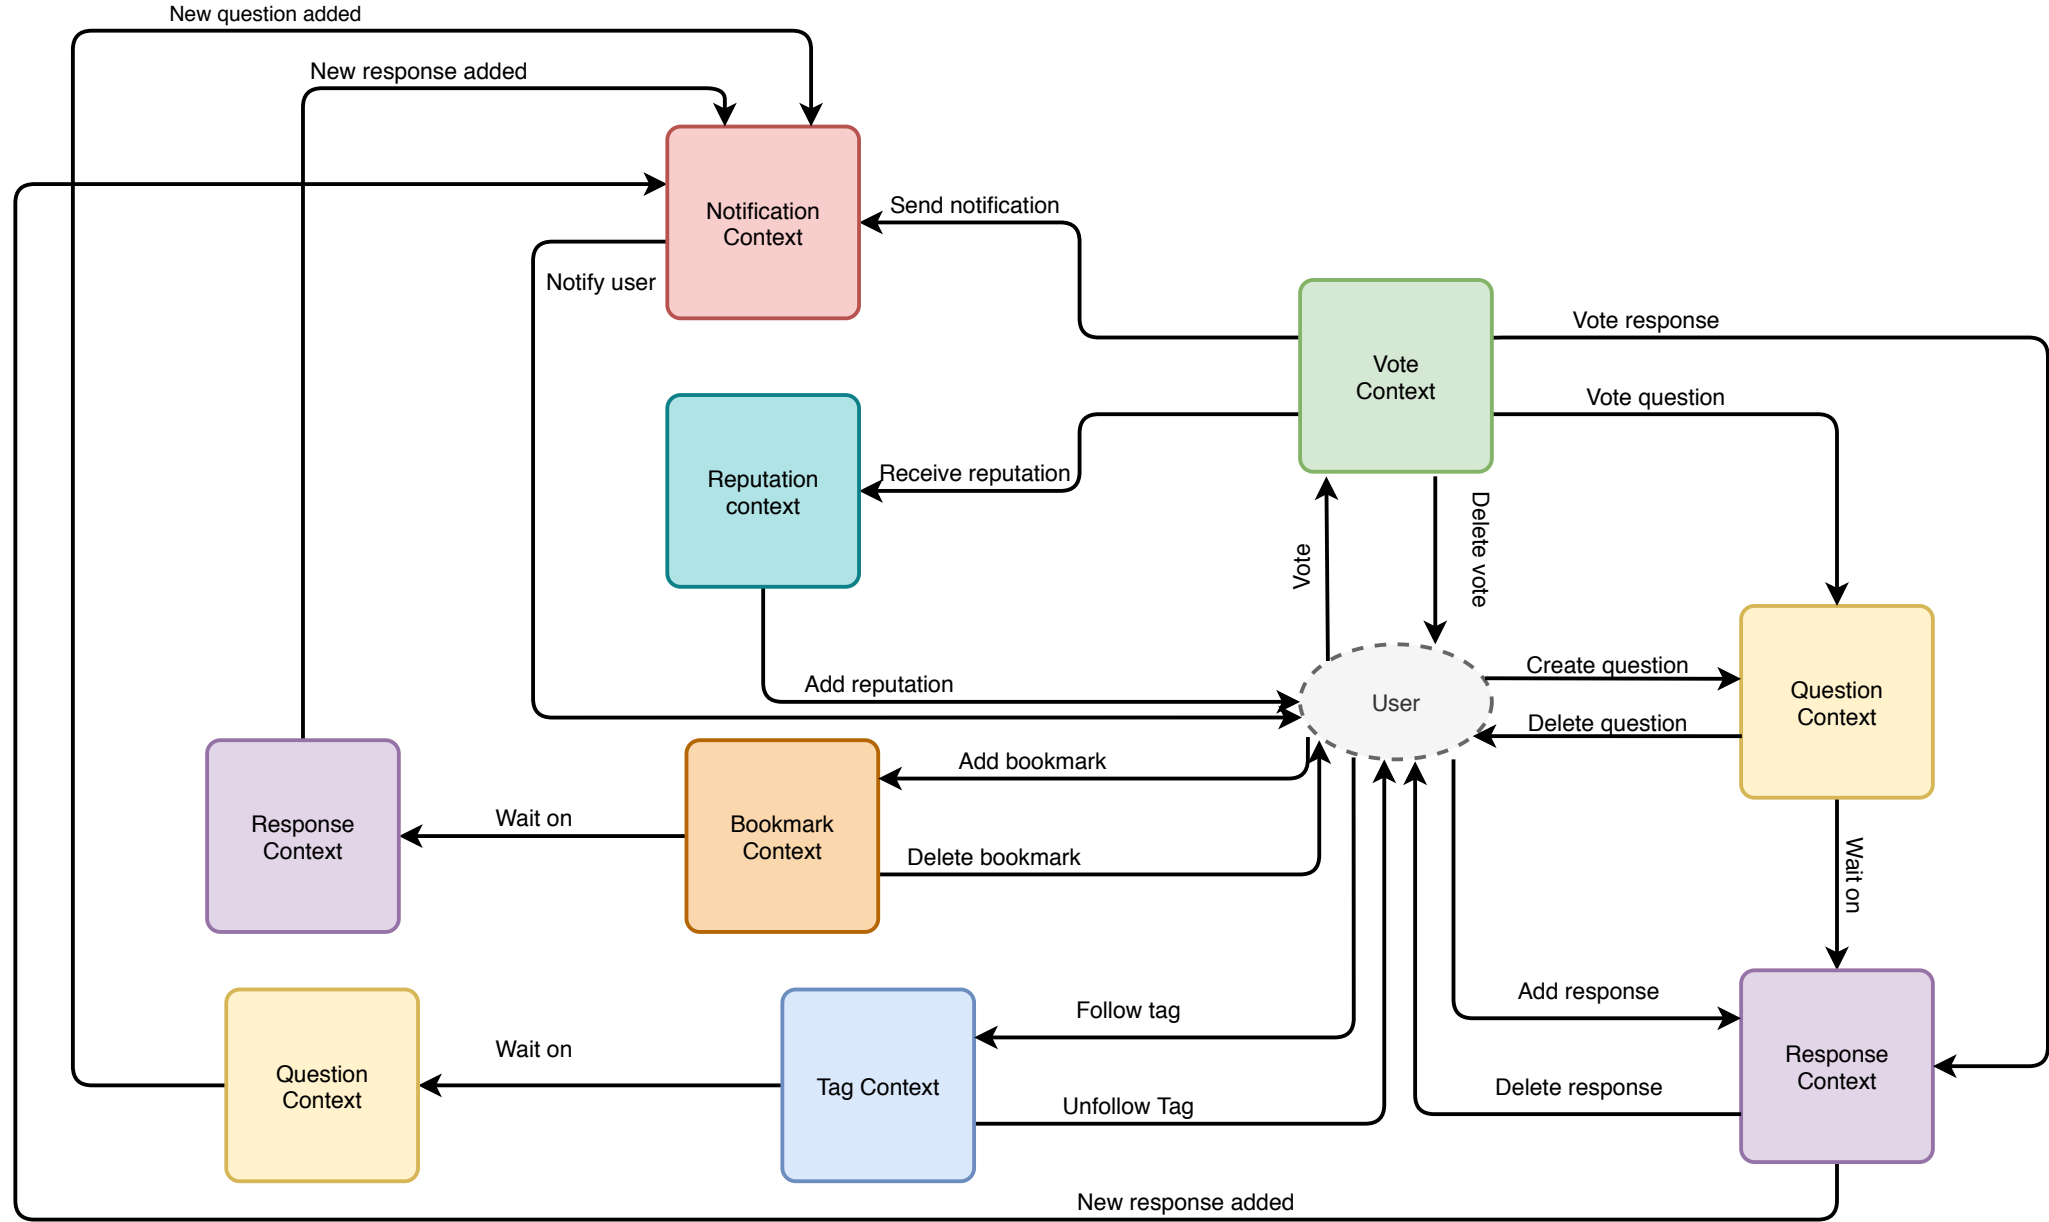 New question added
New response added
Notification
Context
Send notification
Notify user
Vote
Context
Vote response
Vote question
Reputation
context
Receive reputation
Vote
Delete vote
Add reputation
User
Create question
Delete question
Question
Context
Response
Context
Wait on
Bookmark
Context
Add bookmark
Delete bookmark
Wait on
Question
Context
Wait on
Tag Context
Follow tag
Unfollow Tag
Add response
Delete response
Response
Context
New response added